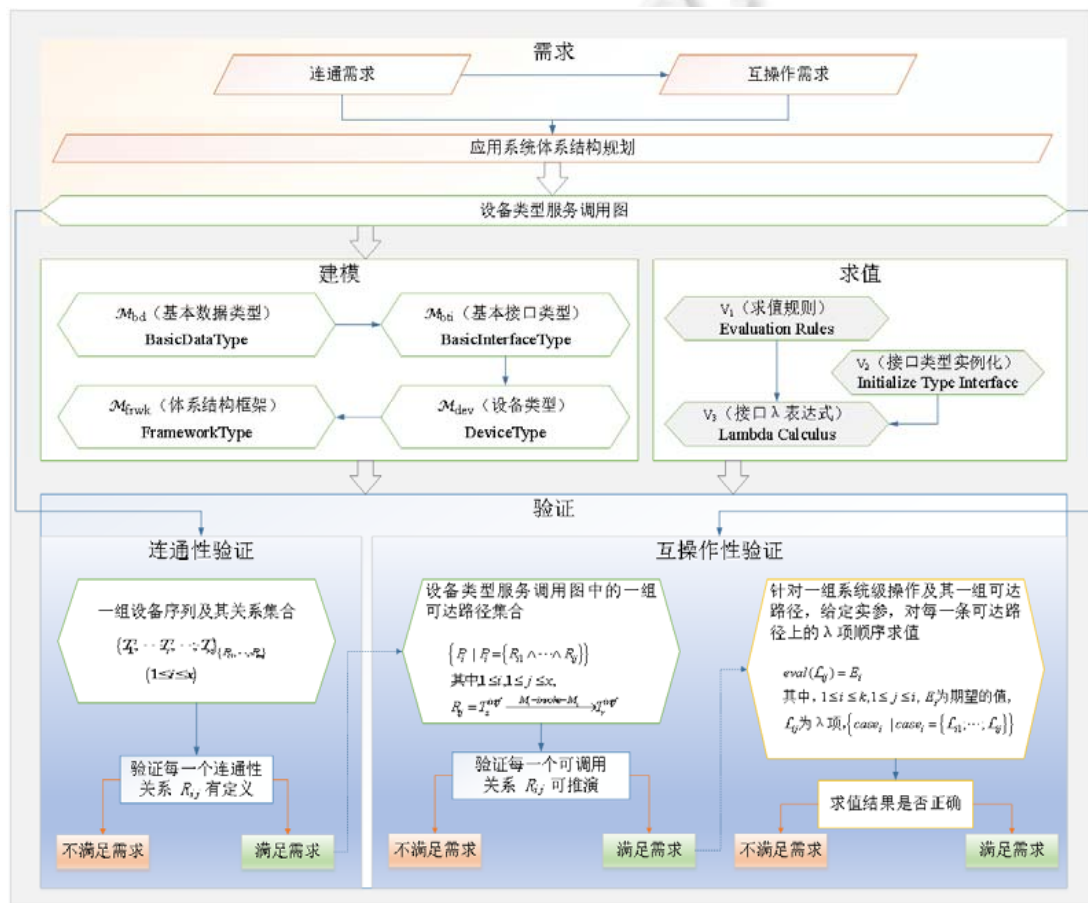 需求
连通需求
互操作需求
应用系统体系结构规划
设备类型服务调用图
建模
ℳbd（基本数据类型）
BasicDataType
ℳbti（基本接口类型）
BasicInterfaceType
ℳfrwk（体系结构框架）
FrameworkType
ℳdev（设备类型）
DeviceType
求值
V₁（求值规则）
Evaluation Rules
V₂（接口类型实例化）
Initialize Type Interface
V₃（接口 λ 表达式）
Lambda Calculus
验证
连通性验证
一组设备序列及其关系集合
(1≤i≤x)
验证每一个连通性
关系 Ri,j 有定义
不满足需求
满足需求
互操作性验证
设备类型服务调用图中的一组
可达路径集合
{Pi | Pi={Ri1∧⋯∧Rij}}
其中,1≤i,1≤j≤x,
验证每一个可调用
关系 Ri,j 可推演
不满足需求
满足需求
针对一组系统级操作及其一组可达
路径，给定实参，对每一条可达路
径上的 λ 项顺序求值
eval(ℒij)=Ei
其中，1≤i≤k,1≤j≤i, Ei为期望的值,
ℒij为 λ 项,{casei | casei={ℒi1,⋯,ℒij}}
求值结果是否正确
不满足需求
满足需求